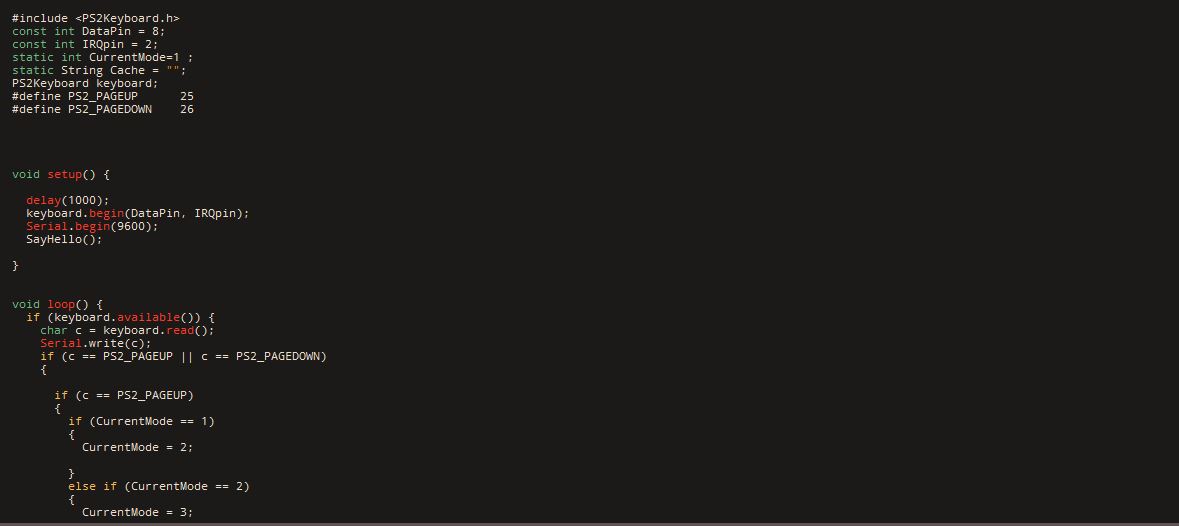 #include <PS2Keyboard.h>
const int DataPin = 8;
const int IRQpin = 2;
static int CurrentMode=1 ;
static String Cache = "";
PS2Keyboard keyboard;
#define PS2_PAGEUP      25
#define PS2_PAGEDOWN    26
void setup() {
  delay(1000);
  keyboard.begin(DataPin, IRQpin);
  Serial.begin(9600);
  SayHello();
}
void loop() {
  if (keyboard.available()) {
    char c = keyboard.read();
    Serial.write(c);
    if (c == PS2_PAGEUP || c == PS2_PAGEDOWN)
    {
      if (c == PS2_PAGEUP)
      {
        if (CurrentMode == 1)
        {
          CurrentMode = 2;
        }
        else if (CurrentMode == 2)
        {
          CurrentMode = 3;